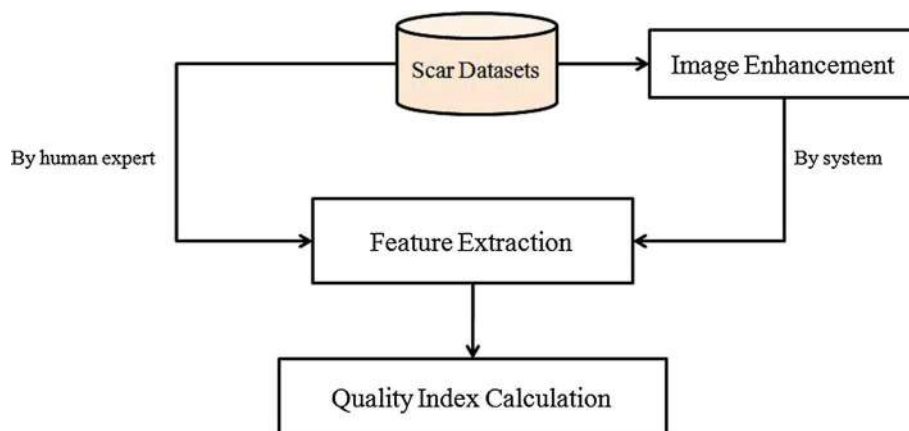 Scar Datasets
Image Enhancement
By human expert
By system
Feature Extraction
Quality Index Calculation